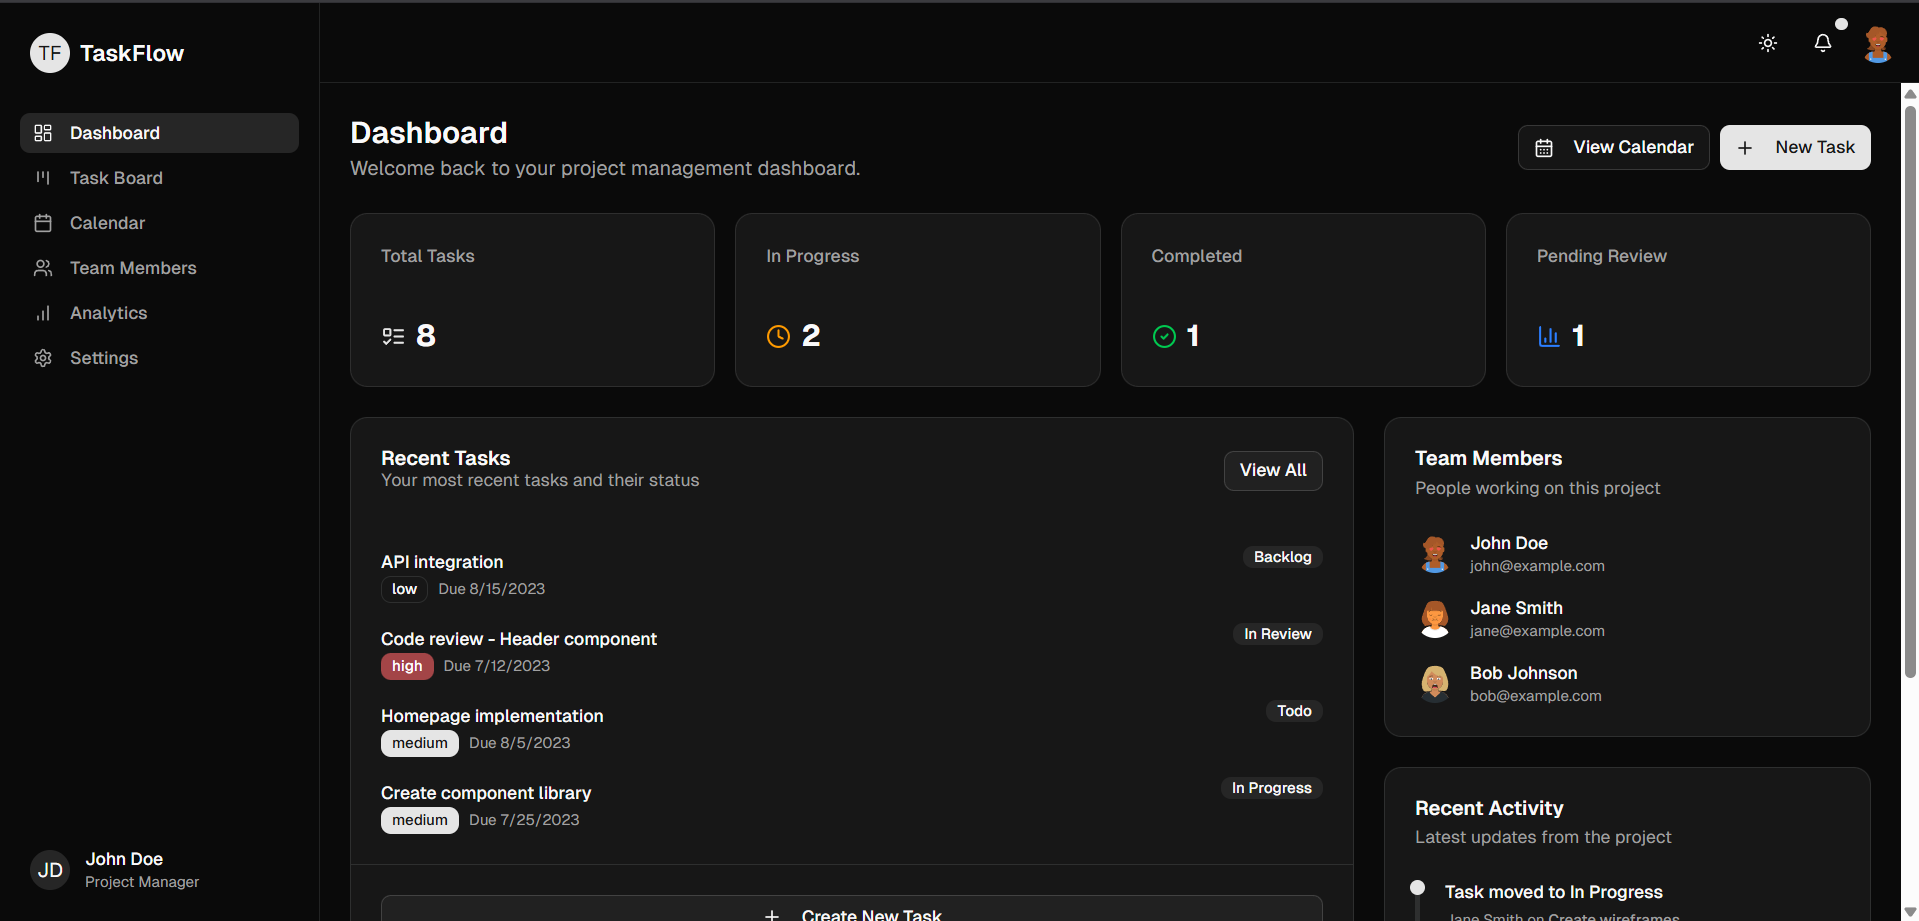 TF TaskFlow
Dashboard
Task Board
Calendar
Team Members
Analytics
Settings
JD
John Doe
Project Manager
Dashboard
Welcome back to your project management dashboard.
View Calendar
New Task
Total Tasks
8
In Progress
2
Completed
1
Pending Review
1
Recent Tasks
Your most recent tasks and their status
View All
API integration
Backlog
low Due 8/15/2023
Code review - Header component
In Review
high Due 7/12/2023
Homepage implementation
Todo
medium Due 8/5/2023
Create component library
In Progress
medium Due 7/25/2023
Create New Task
Team Members
People working on this project
John Doe
john@example.com
Jane Smith
jane@example.com
Bob Johnson
bob@example.com
Recent Activity
Latest updates from the project
Task moved to In Progress
Jane Smith on Create wireframes